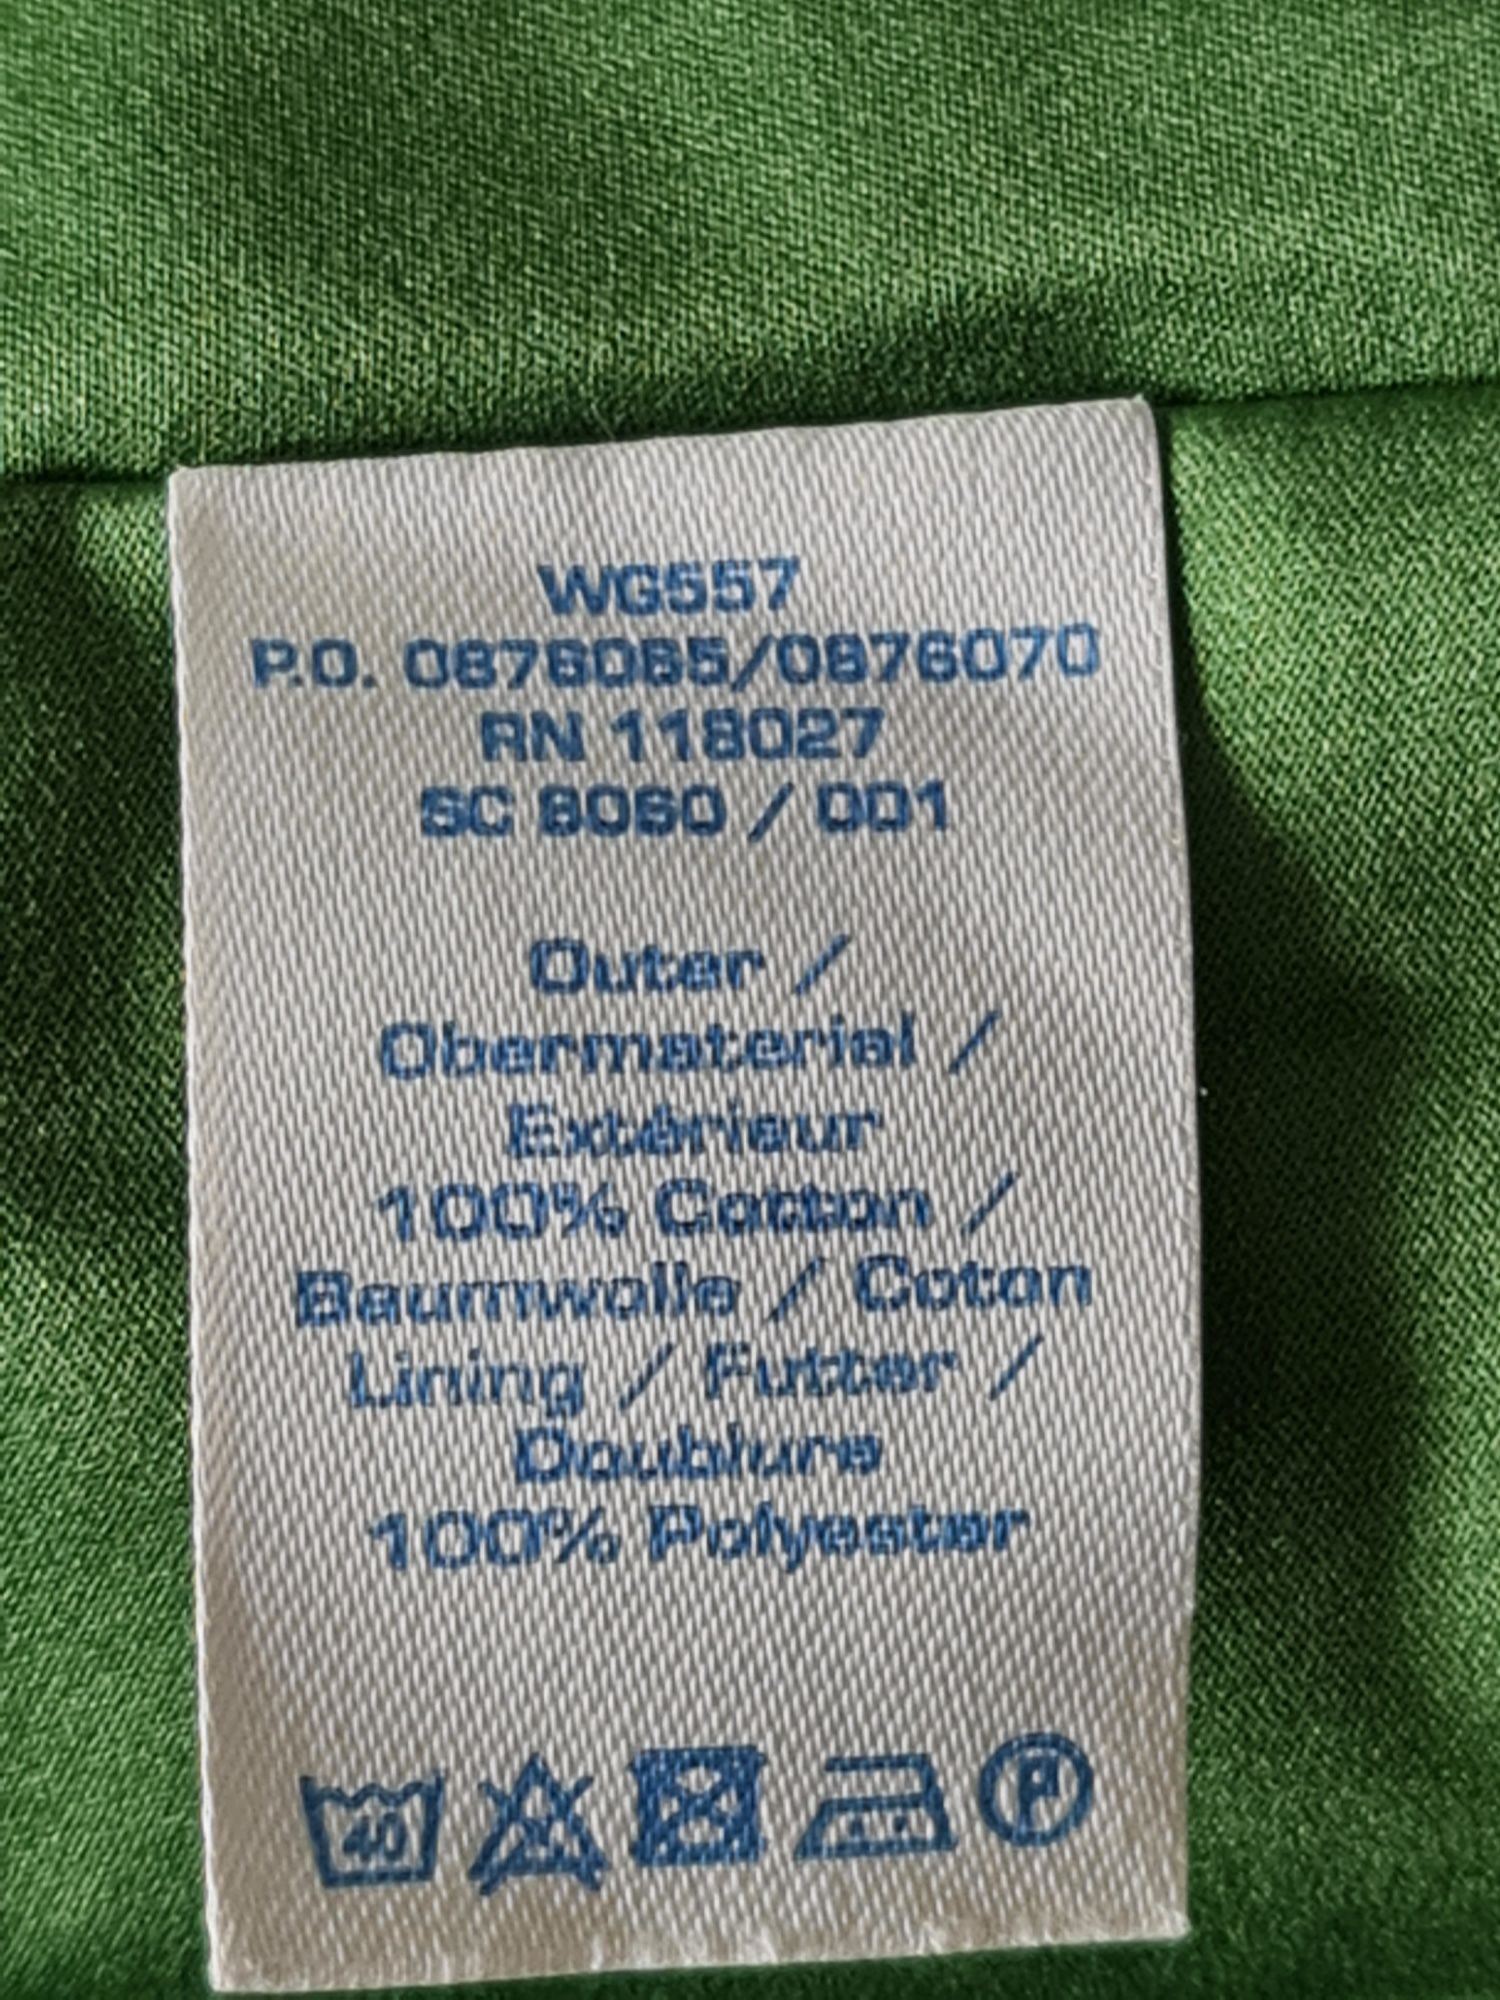 WG557
P.O. 0876065/0876070
RN 118027
SC 8060 / 001
Outer /
Obermaterial /
Extérieur
100% Cotton /
Baumwolle / Coton
Lining / Futter /
Doublure
100% Polyester
40
P